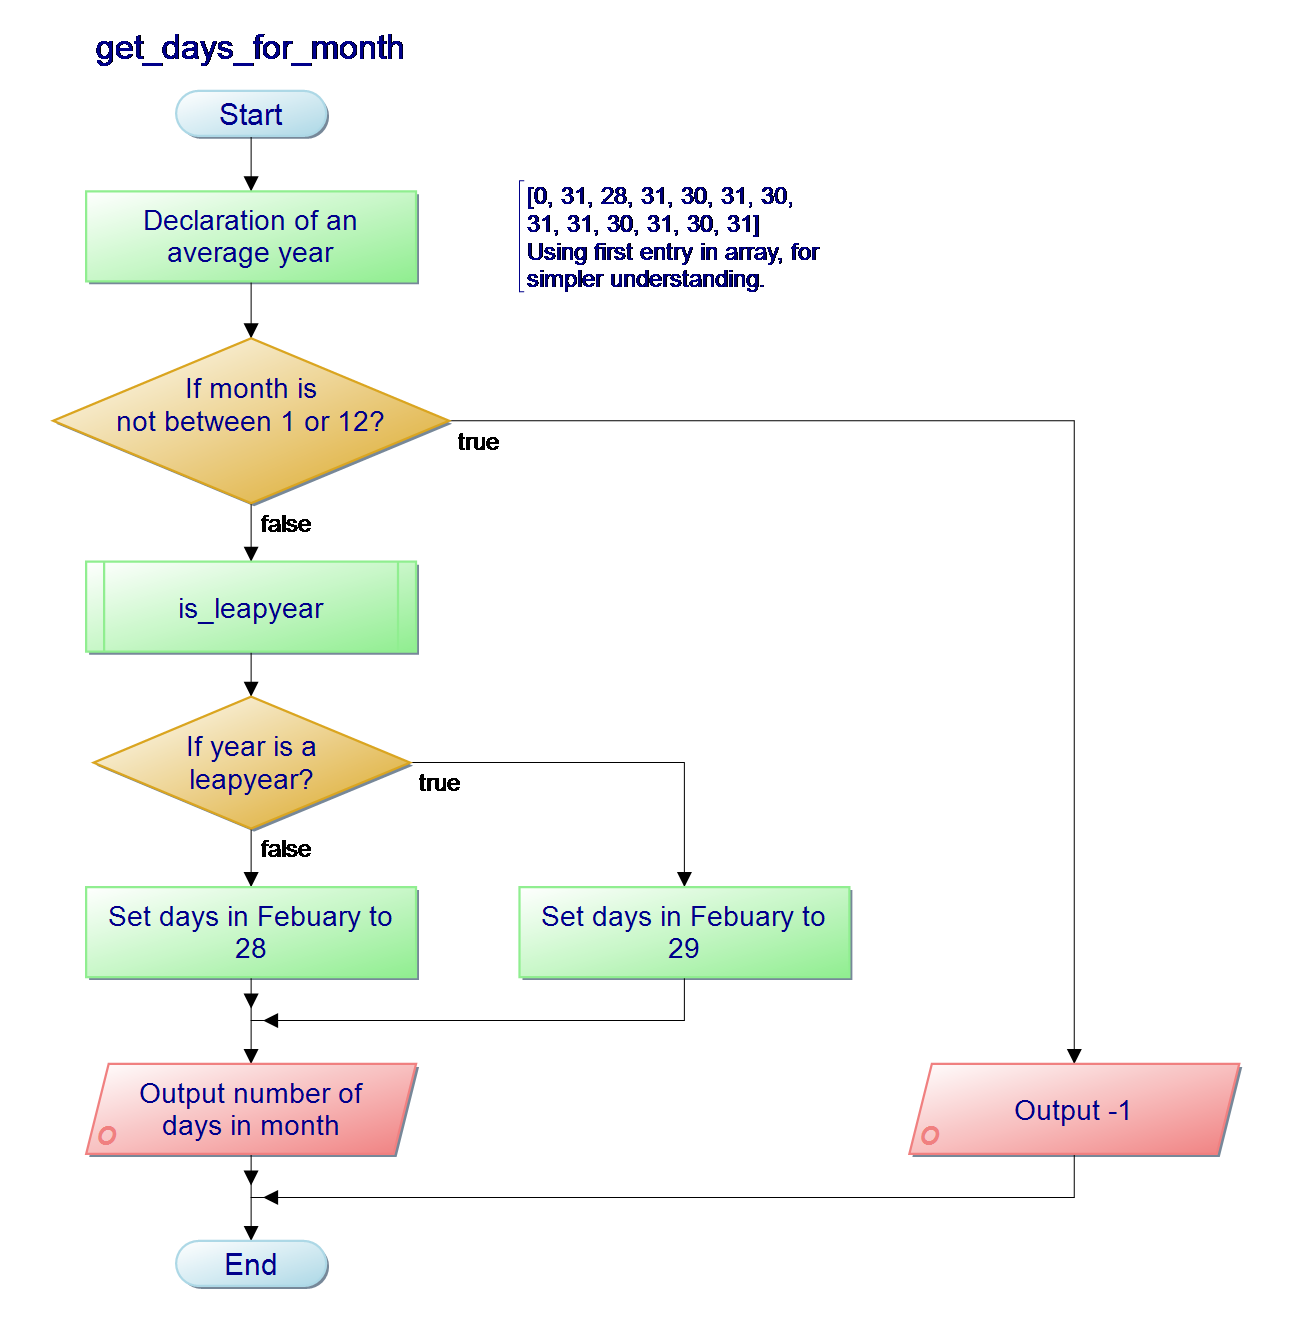 get_days_for_month
Start
Declaration of an
average year
[0, 31, 28, 31, 30, 31, 30,
31, 31, 30, 31, 30, 31]
Using first entry in array, for
simpler understanding.
If month is
not between 1 or 12?
true
false
is_leapyear
If year is a
leapyear?
true
false
Set days in Febuary to
28
Set days in Febuary to
29
Output number of
days in month
Output -1
End